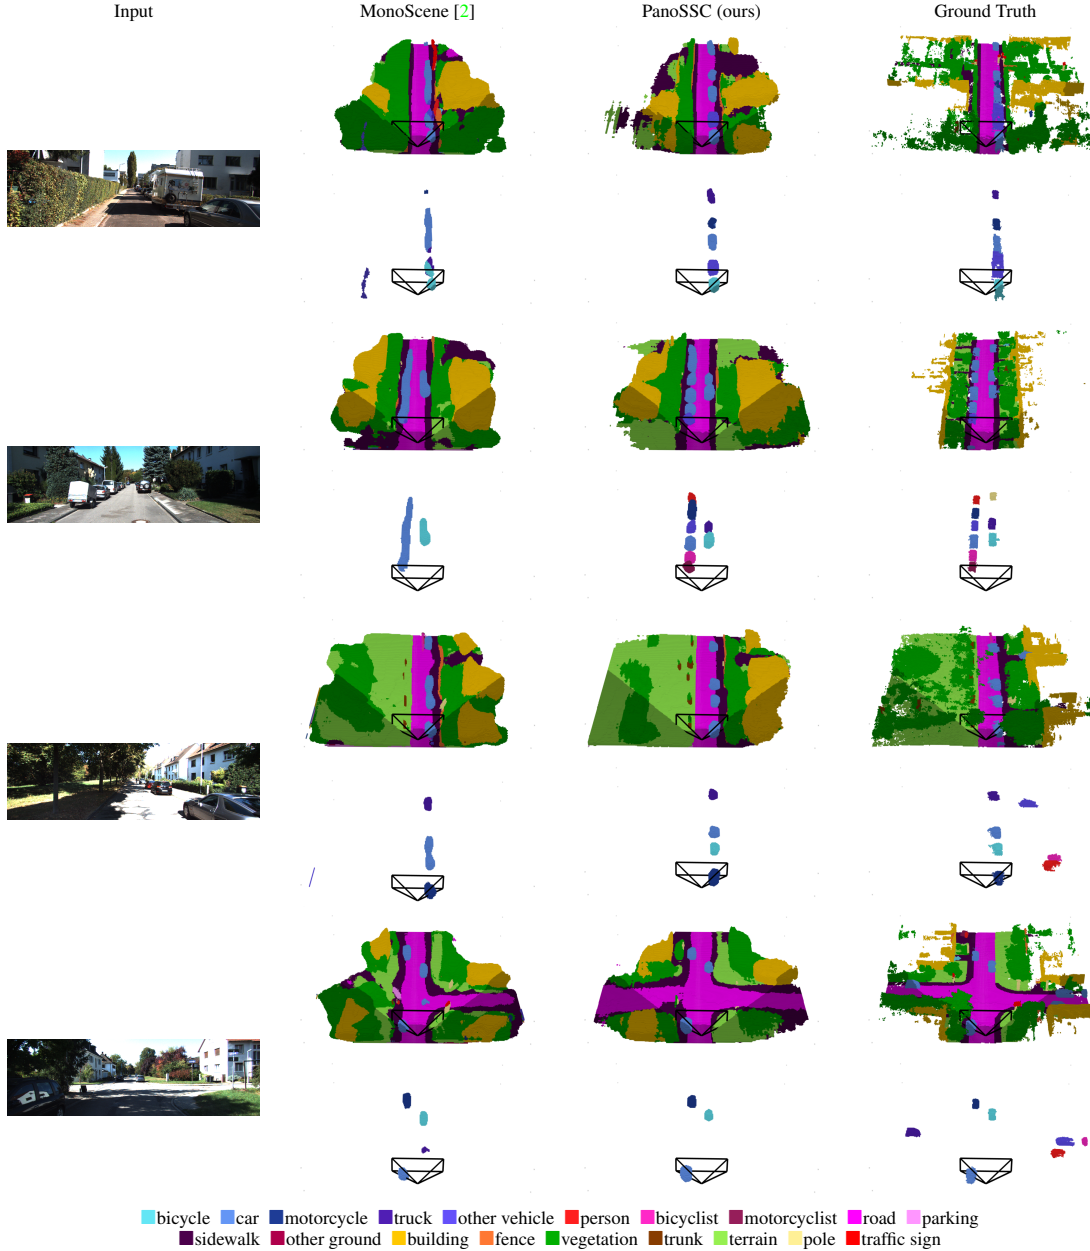 Input MonoScene [2] PanoSSC (ours) Ground Truth
bicycle car motorcycle truck other vehicle person bicyclist motorcyclist road parking
sidewalk other ground building fence vegetation trunk terrain pole traffic sign